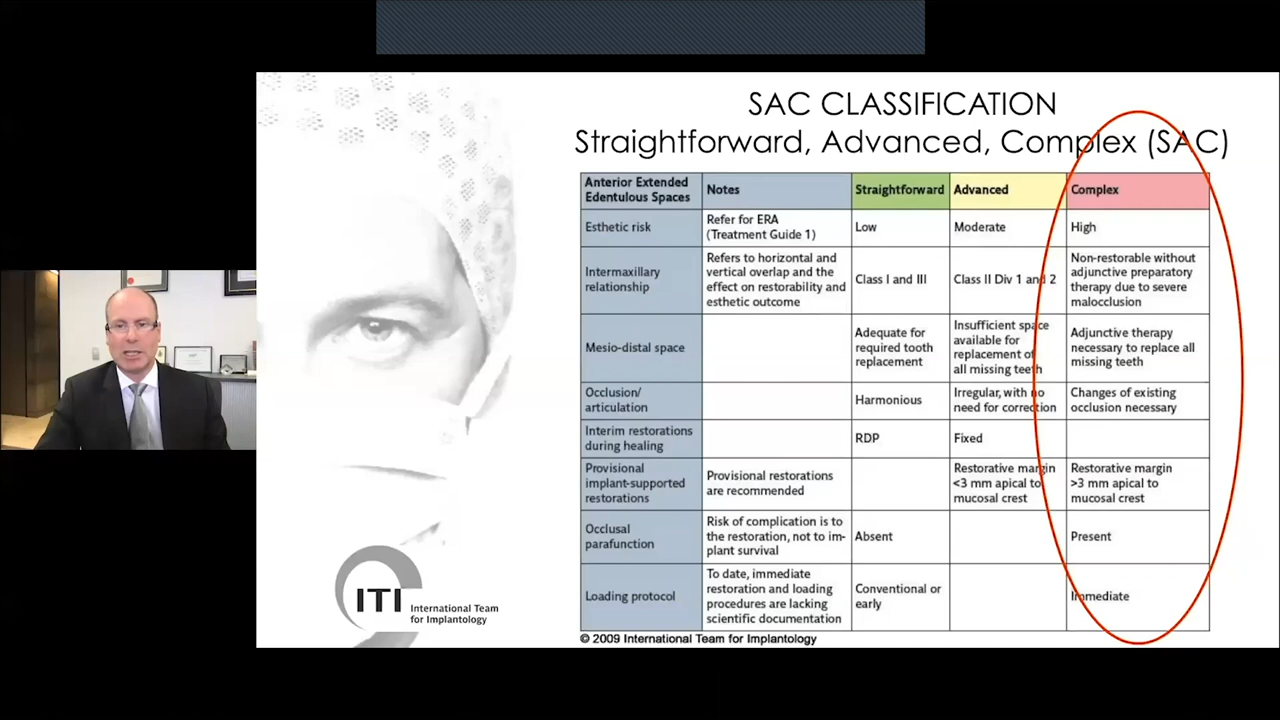 SAC CLASSIFICATION
Straightforward, Advanced, Complex (SAC)
Anterior Extended
Edentulous Spaces
Notes
Straightforward
Advanced
Complex
Esthetic risk
Refer for ERA
(Treatment Guide 1)
Low
Moderate
High
Intermaxillary
relationship
Refers to horizontal and
vertical overlap and the
effect on restorability and
esthetic outcome
Class I and III
Class II Div 1 and 2
Non-restorable without
adjunctive preparatory
therapy due to severe
malocclusion
Mesio-distal space
Adequate for
required tooth
replacement
Insufficient space
available for
replacement of
all missing teeth
Adjunctive therapy
necessary to replace all
missing teeth
Occlusion/
articulation
Harmonious
Irregular, with no
need for correction
Changes of existing
occlusion necessary
Interim restorations
during healing
RDP
Fixed
Provisional
implant-supported
restorations
Provisional restorations
are recommended
Restorative margin
<3 mm apical to
mucosal crest
Restorative margin
>3 mm apical to
mucosal crest
Occlusal
parafunction
Risk of complication is to
the restoration, not to im-
plant survival
Absent
Present
Loading protocol
To date, immediate
restoration and loading
procedures are lacking
scientific documentation
Conventional or
early
Immediate
© 2009 International Team for Implantology
ITI International Team
for Implantology